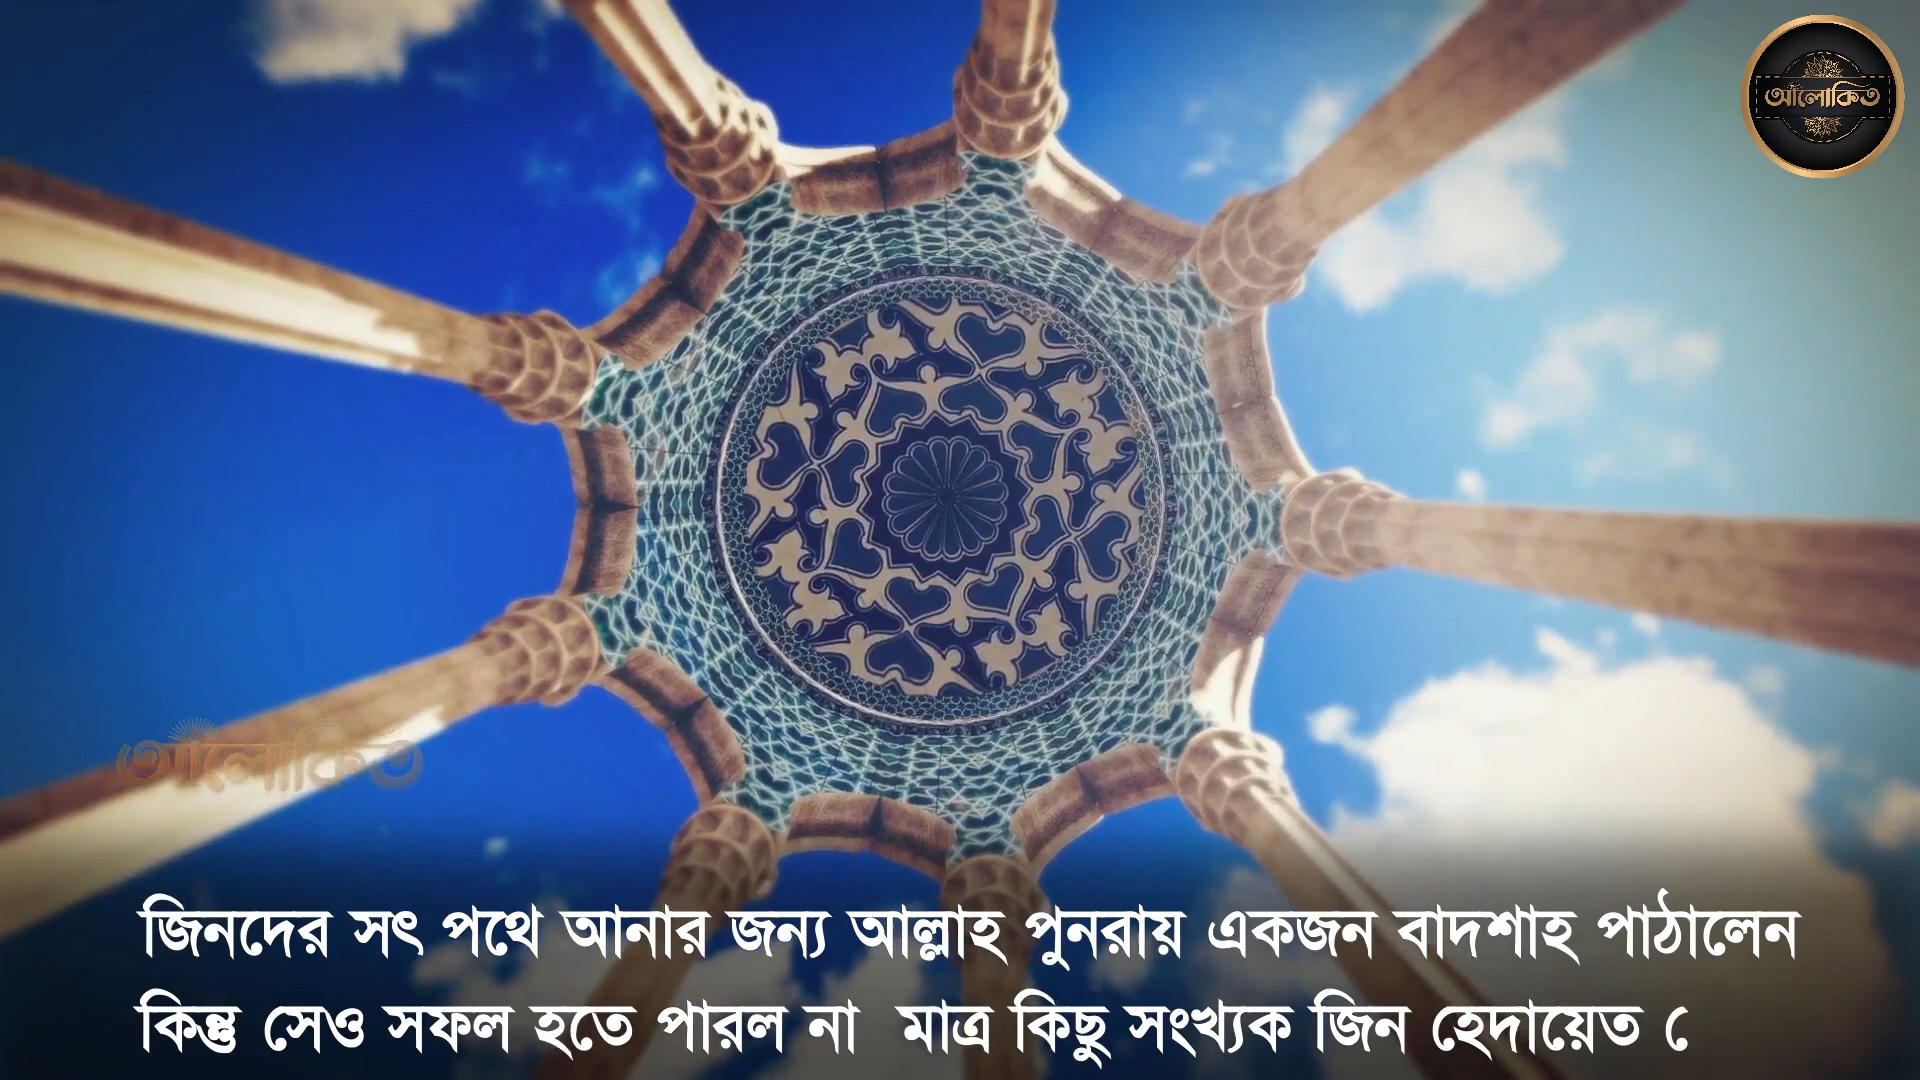 আলোকিত
আলোকিত
জিনদের সৎ পথে আনার জন্য আল্লাহ পুনরায় একজন বাদশাহ পাঠালেন
কিন্তু সেও সফল হতে পারল না  মাত্র কিছু সংখ্যক জিন হেদায়েত ে